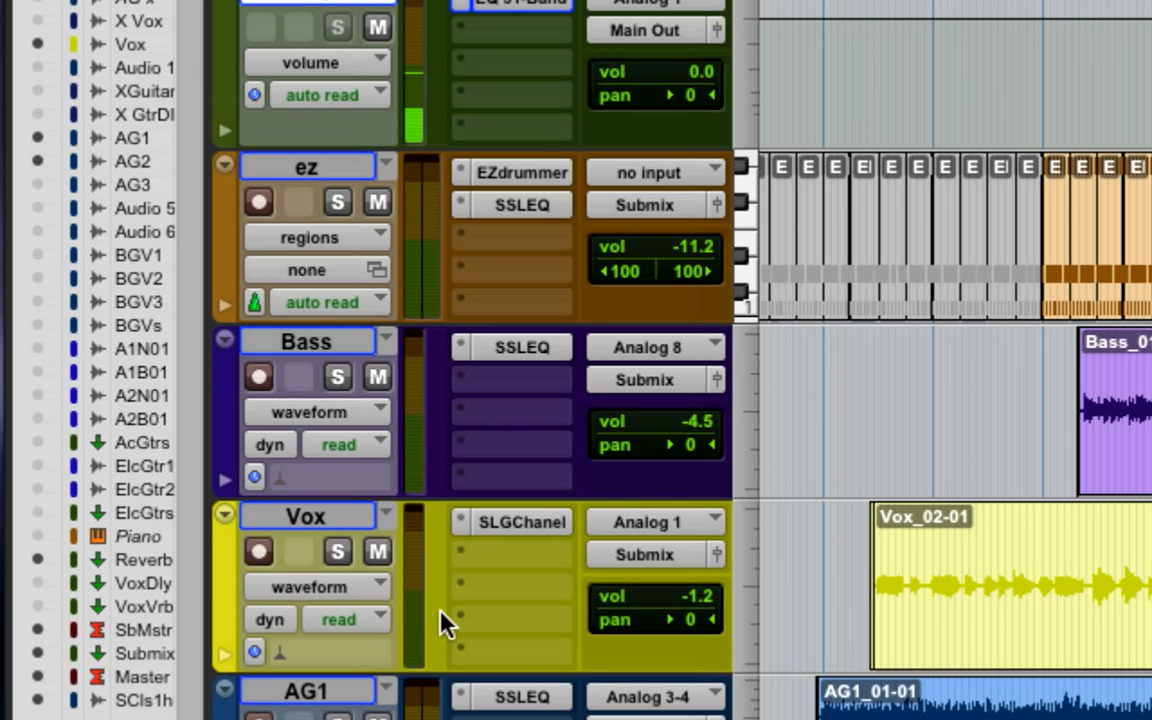 X Vox
Vox
Audio 1
XGuitar
X GtrDl
AG1
AG2
AG3
Audio 5
Audio 6
BGV1
BGV2
BGV3
BGVs
A1N01
A1B01
A2N01
A2B01
AcGtrs
ElcGtr1
ElcGtr2
ElcGtrs
Piano
Reverb
VoxDly
VoxVrb
SbMstr
Submix
Master
SCls1h
S M
volume
auto read
Main Out
vol 0.0
pan 0
ez
S M
regions
none
auto read
EZdrummer
SSLEQ
no input
Submix
vol -11.2
100 100
E E E E E E E E E E E E E E
1
Bass
S M
waveform
dyn read
SSLEQ
Analog 8
Submix
vol -4.5
pan 0
Bass_01
Vox
S M
waveform
dyn read
SLGChanel
Analog 1
Submix
vol -1.2
pan 0
Vox_02-01
AG1
SSLEQ
Analog 3-4
AG1_01-01